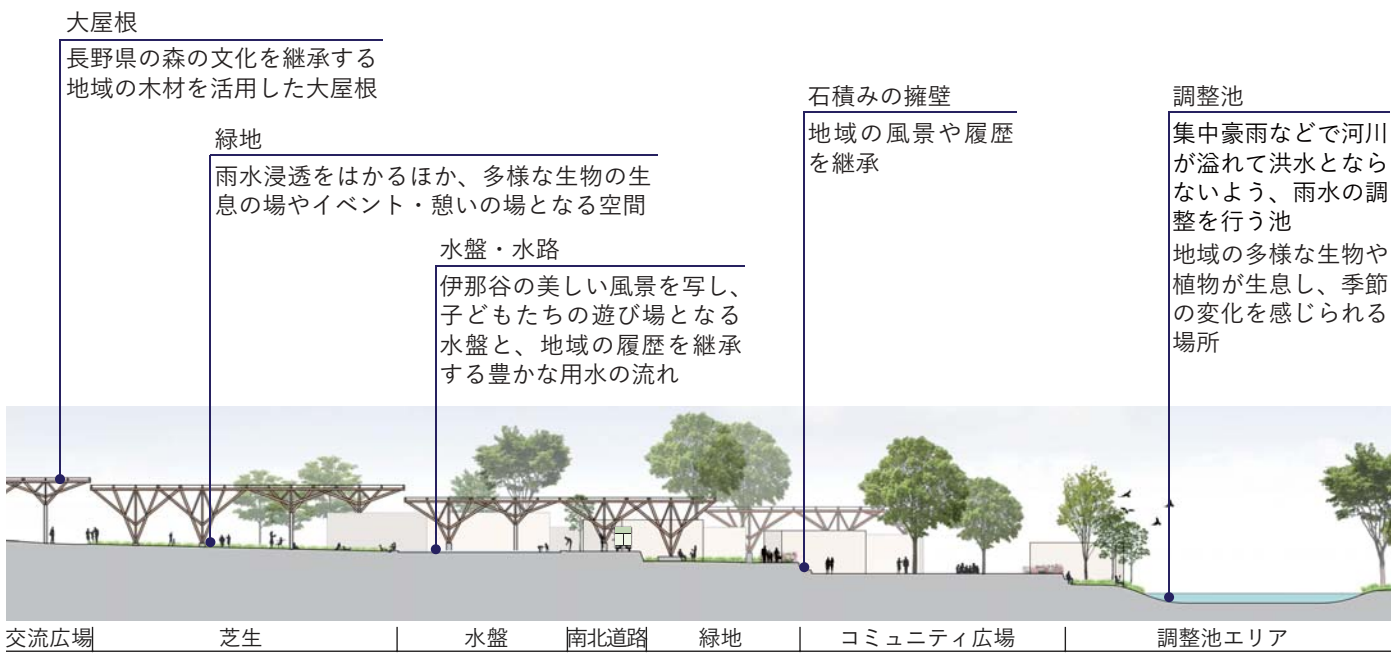 大屋根
長野県の森の文化を継承する
地域の木材を活用した大屋根
緑地
雨水浸透をはかるほか、多様な生物の生
息の場やイベント・憩いの場となる空間
水盤・水路
伊那谷の美しい風景を写し、
子どもたちの遊び場となる
水盤と、地域の履歴を継承
する豊かな用水の流れ
石積みの擁壁
地域の風景や履歴
を継承
調整池
集中豪雨などで河川
が溢れて洪水となら
ないよう、雨水の調
整を行う池
地域の多様な生物や
植物が生息し、季節
の変化を感じられる
場所
交流広場 芝生 水盤 南北道路 緑地 コミュニティ広場 調整池エリア